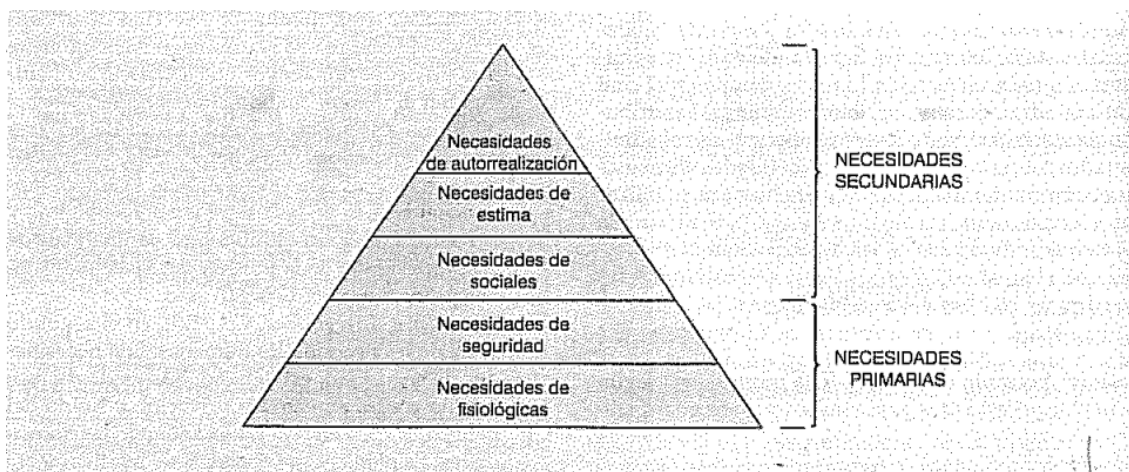 Necesidades
de autorrealización
Necesidades de
estima
Necesidades de
sociales
Necesidades de
seguridad
Necesidades de
fisiológicas
NECESIDADES
SECUNDARIAS
NECESIDADES
PRIMARIAS